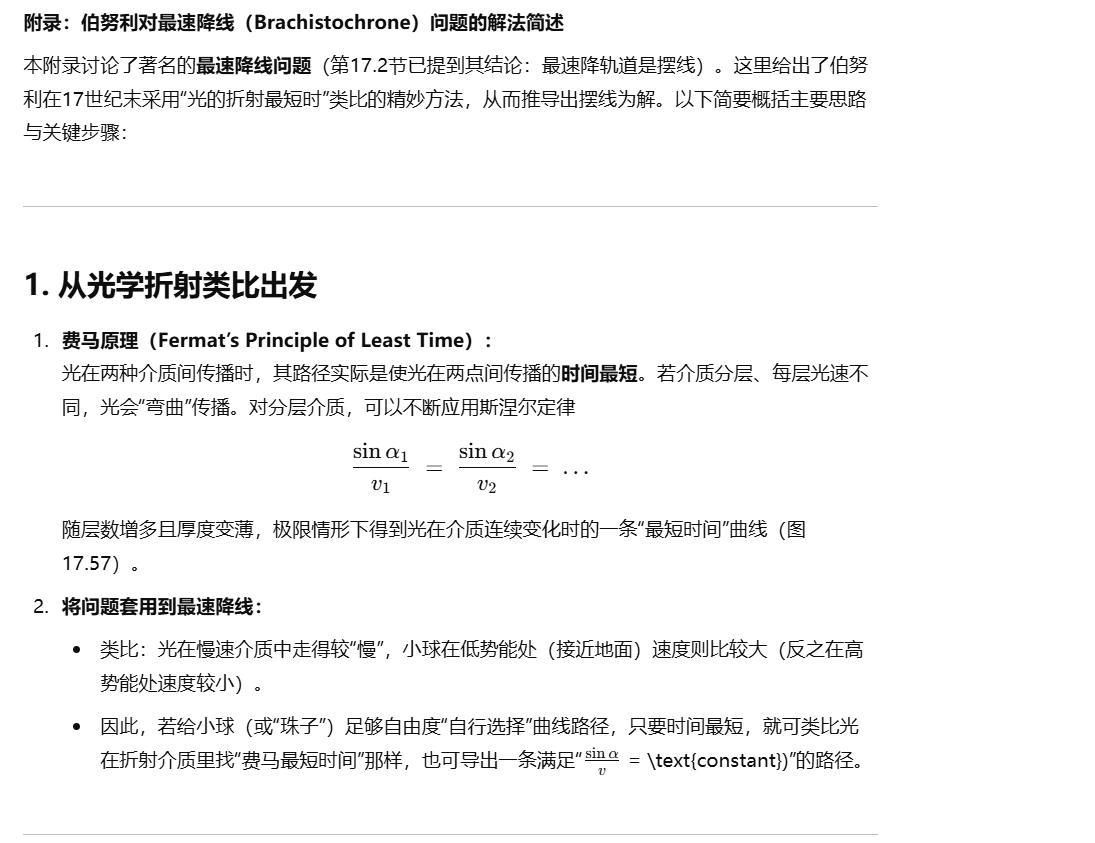 附录：伯努利对最速降线（Brachistochrone）问题的解法简述
本附录讨论了著名的最速降线问题（第17.2节已提到其结论：最速降轨道是摆线）。这里给出了伯努
利在17世纪末采用“光的折射最短时”类比的精妙方法，从而推导出摆线为解。以下简要概括主要思路
与关键步骤：
1. 从光学折射类比出发
1. 费马原理（Fermat’s Principle of Least Time）：
光在两种介质间传播时，其路径实际是使光在两点间传播的时间最短。若介质分层、每层光速不
同，光会“弯曲”传播。对分层介质，可以不断应用斯涅尔定律
sin α₁ / v₁ = sin α₂ / v₂ = …
随层数增多且厚度变薄，极限情形下得到光在介质连续变化时的一条“最短时间”曲线（图
17.57）。
2. 将问题套用到最速降线：
• 类比：光在慢速介质中走得较“慢”，小球在低势能处（接近地面）速度则比较大（反之在高
势能处速度较小）。
• 因此，若给小球（或“珠子”）足够自由度“自行选择”曲线路径，只要时间最短，就可类比光
在折射介质里找“费马最短时间”那样，也可导出一条满足“sin α / v = \text{constant})”的路径。